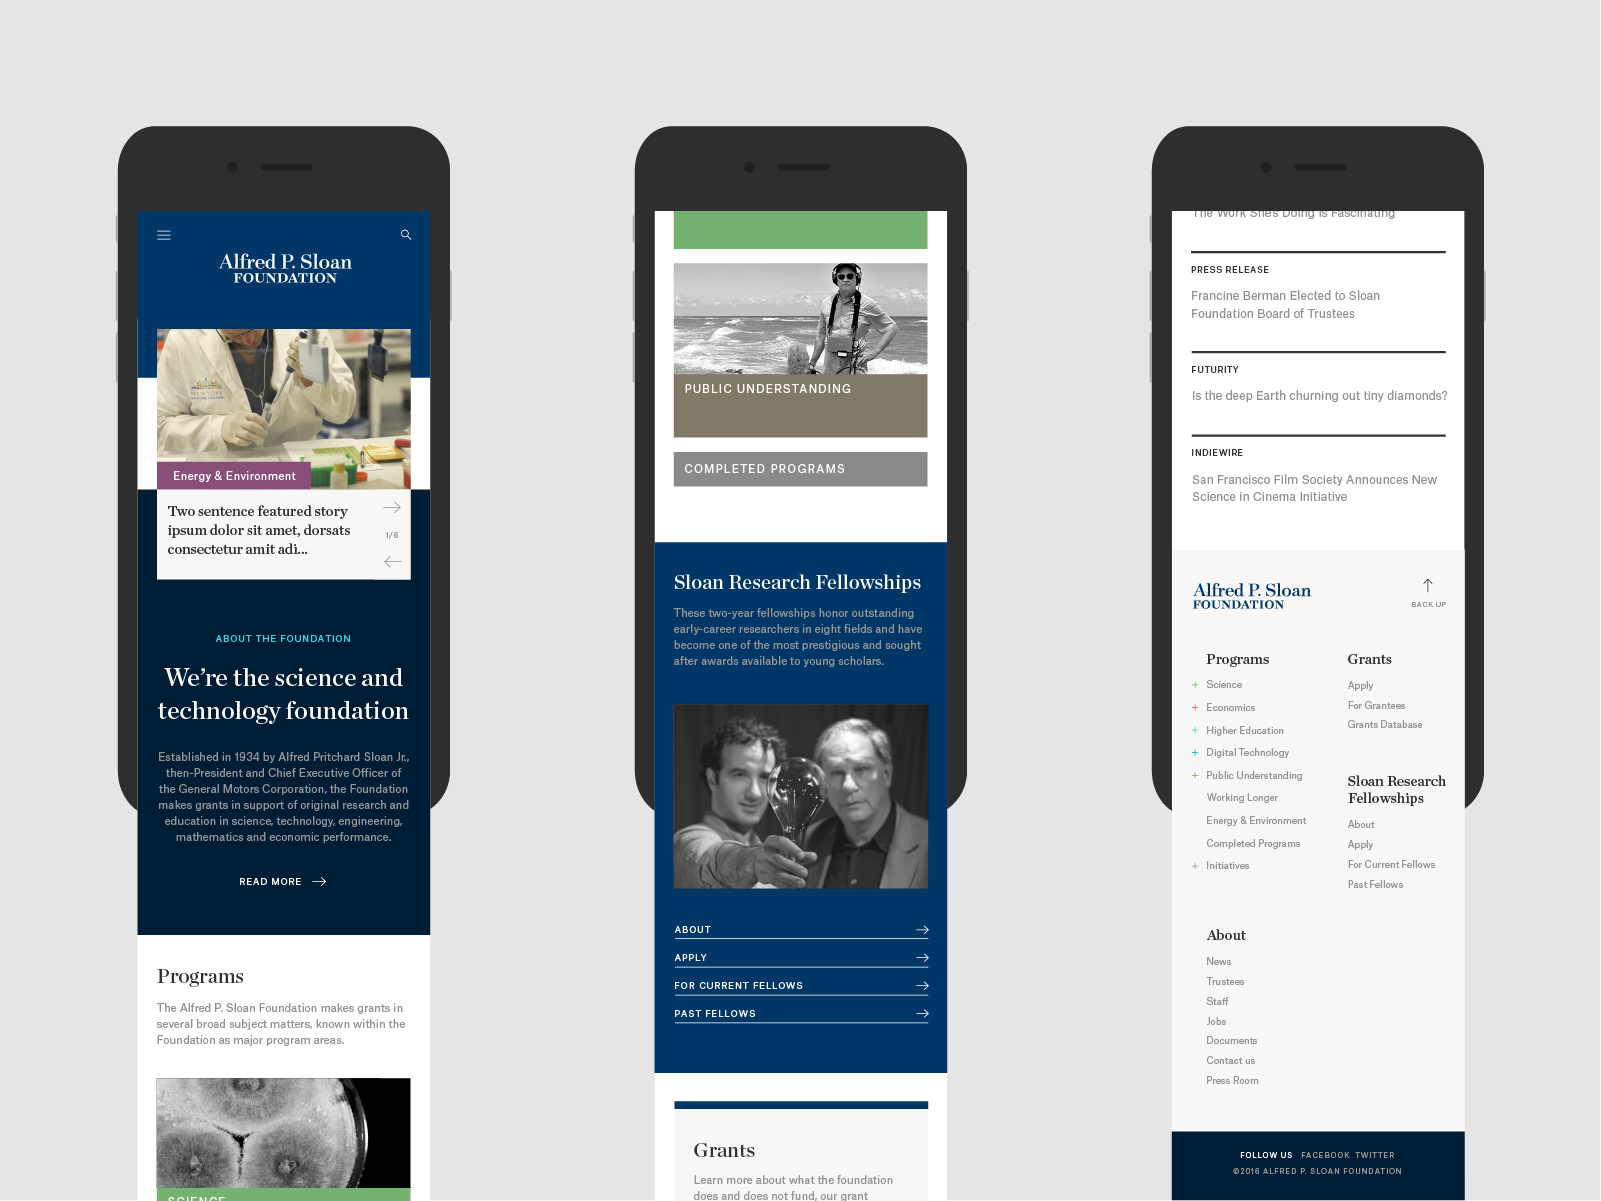 Alfred P. Sloan
FOUNDATION
NEW YORK
Energy & Environment
Two sentence featured story
ipsum dolor sit amet, dorsats
consectetur amit adi...
1/6
ABOUT THE FOUNDATION
We’re the science and
technology foundation
Established in 1934 by Alfred Pritchard Sloan Jr.,
then-President and Chief Executive Officer of
the General Motors Corporation, the Foundation
makes grants in support of original research and
education in science, technology, engineering,
mathematics and economic performance.
READ MORE
Programs
The Alfred P. Sloan Foundation makes grants in
several broad subject matters, known within the
Foundation as major program areas.
SCIENCE
PUBLIC UNDERSTANDING
COMPLETED PROGRAMS
Sloan Research Fellowships
These two-year fellowships honor outstanding
early-career researchers in eight fields and have
become one of the most prestigious and sought
after awards available to young scholars.
ABOUT
APPLY
FOR CURRENT FELLOWS
PAST FELLOWS
Grants
Learn more about what the foundation
does and does not fund, our grant
The Work She's Doing Is Fascinating
PRESS RELEASE
Francine Berman Elected to Sloan
Foundation Board of Trustees
FUTURITY
Is the deep Earth churning out tiny diamonds?
INDIEWIRE
San Francisco Film Society Announces New
Science in Cinema Initiative
Alfred P. Sloan
FOUNDATION
BACK UP
Programs
+ Science
+ Economics
+ Higher Education
+ Digital Technology
+ Public Understanding
Working Longer
Energy & Environment
Completed Programs
+ Initiatives
Grants
Apply
For Grantees
Grants Database
Sloan Research
Fellowships
About
Apply
For Current Fellows
Past Fellows
About
News
Trustees
Staff
Jobs
Documents
Contact us
Press Room
FOLLOW US FACEBOOK TWITTER
©2016 ALFRED P. SLOAN FOUNDATION